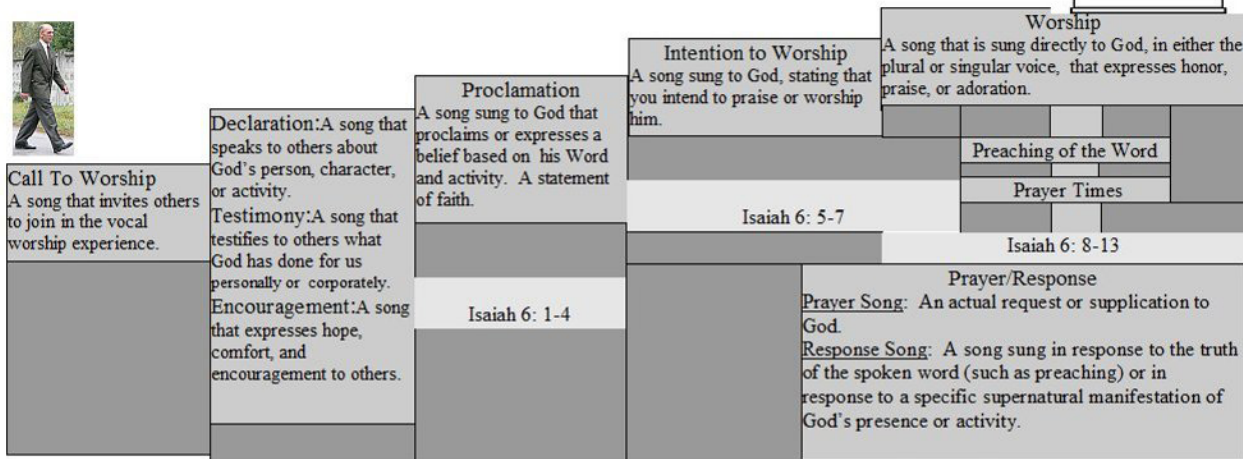 Call To Worship
A song that invites others
to join in the vocal
worship experience.
Declaration:A song that
speaks to others about
God's person, character,
or activity.
Testimony:A song that
testifies to others what
God has done for us
personally or corporately.
Encouragement:A song
that expresses hope,
comfort, and
encouragement to others.
Proclamation
A song sung to God that
proclaims or expresses a
belief based on his Word
and activity. A statement
of faith.
Isaiah 6: 1-4
Intention to Worship
A song sung to God, stating that
you intend to praise or worship
him.
Isaiah 6: 5-7
Worship
A song that is sung directly to God, in either the
plural or singular voice, that expresses honor,
praise, or adoration.
Preaching of the Word
Prayer Times
Isaiah 6: 8-13
Prayer/Response
Prayer Song: An actual request or supplication to
God.
Response Song: A song sung in response to the truth
of the spoken word (such as preaching) or in
response to a specific supernatural manifestation of
God's presence or activity.